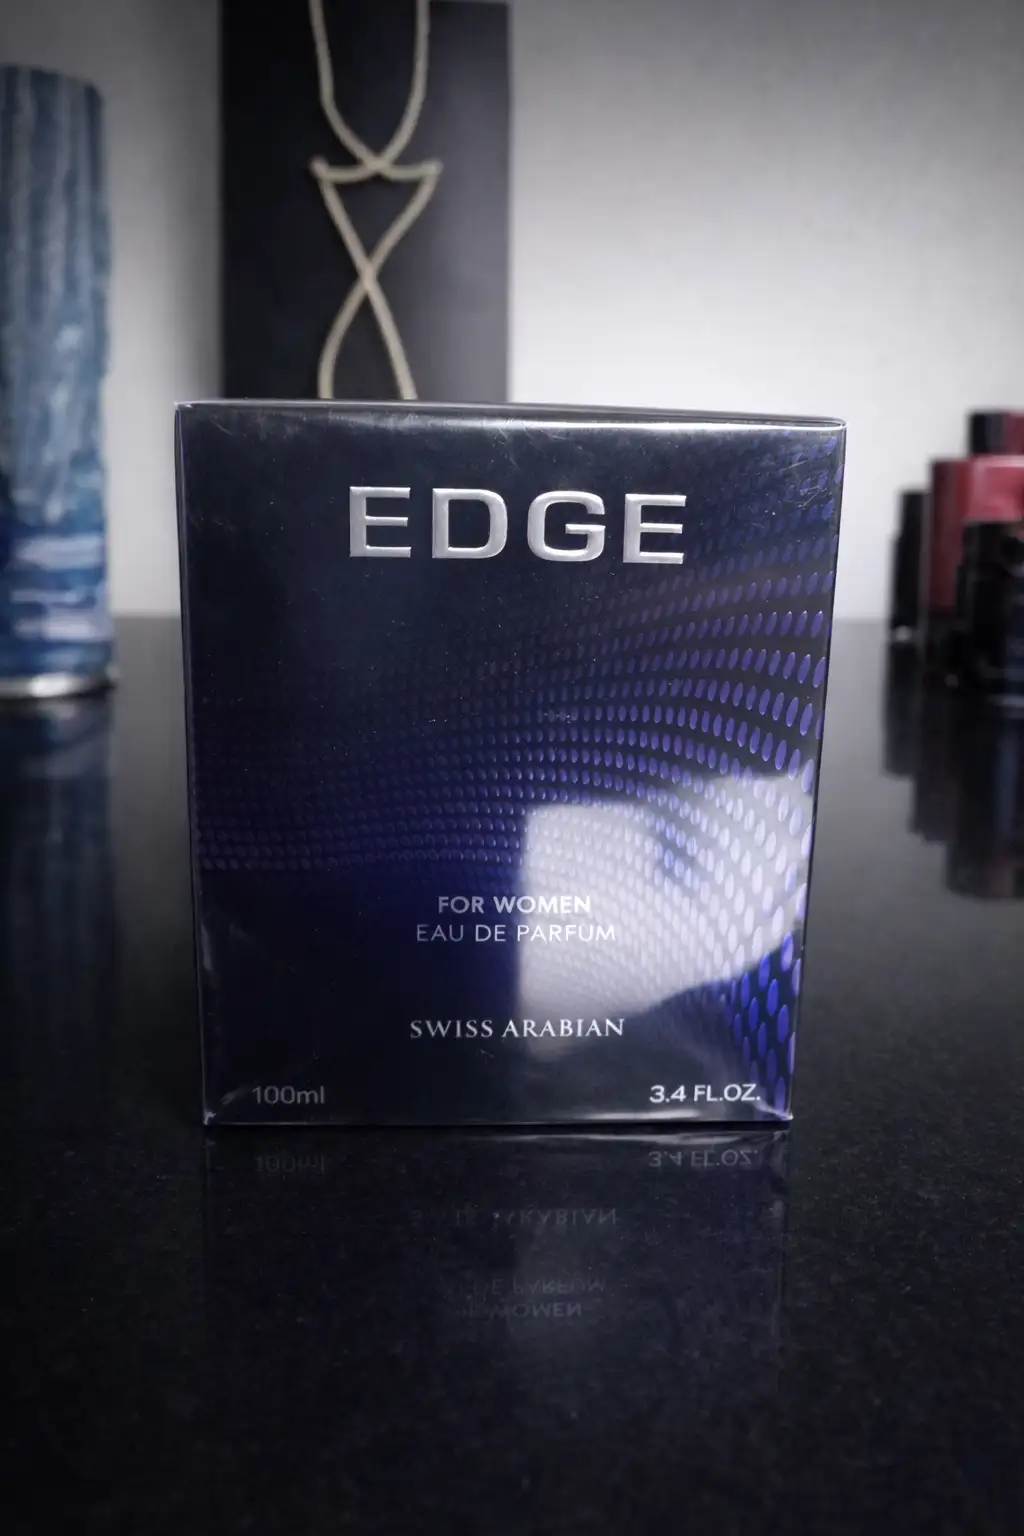 EDGE
FOR WOMEN
EAU DE PARFUM
SWISS ARABIAN
100ml 3.4 FL.OZ.